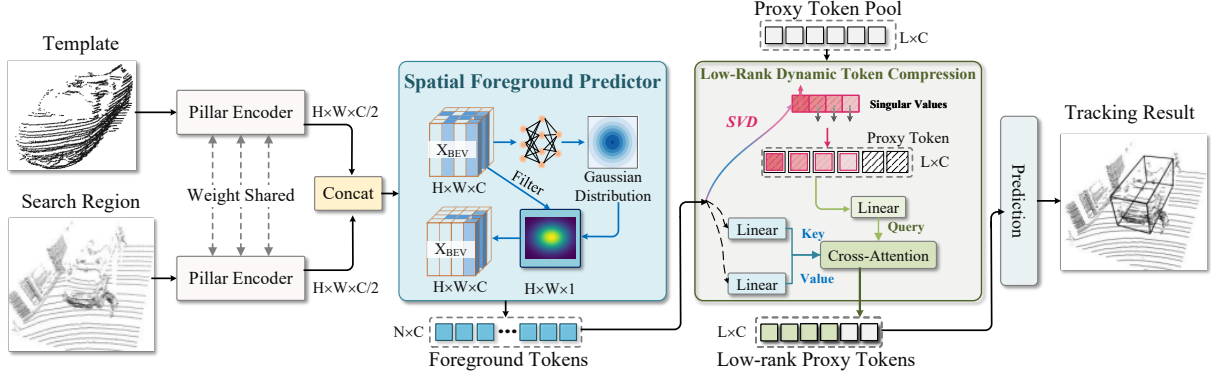 Template
Pillar Encoder
H×W×C/2
Weight Shared
Search Region
Pillar Encoder
H×W×C/2
Concat
Spatial Foreground Predictor
X_BEV
H×W×C
Filter
Gaussian
Distribution
X_BEV
H×W×C
H×W×1
N×C
Foreground Tokens
Proxy Token Pool
L×C
Low-Rank Dynamic Token Compression
SVD
Singular Values
Proxy Token
L×C
Linear
Query
Linear
Key
Cross-Attention
Linear
Value
L×C
Low-rank Proxy Tokens
Prediction
Tracking Result